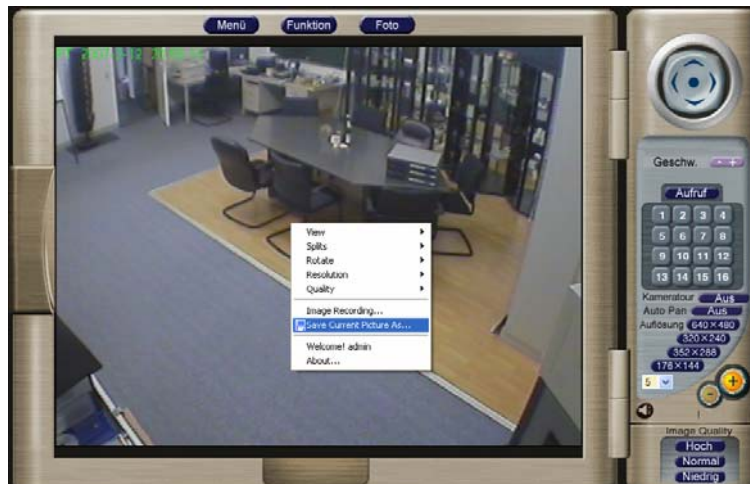 Menü Funktion Foto
View
Splits
Rotate
Resolution
Quality
Image Recording...
Save Current Picture As...
Welcome! admin
About...
Geschw. - +
Aufruf
1 2 3 4
5 6 7 8
9 10 11 12
13 14 15 16
Kameratour Aus
Auto Pan Aus
Auflösung 640×480
320×240
352×288
176×144
5
Image Quality
Hoch
Normal
Niedrig